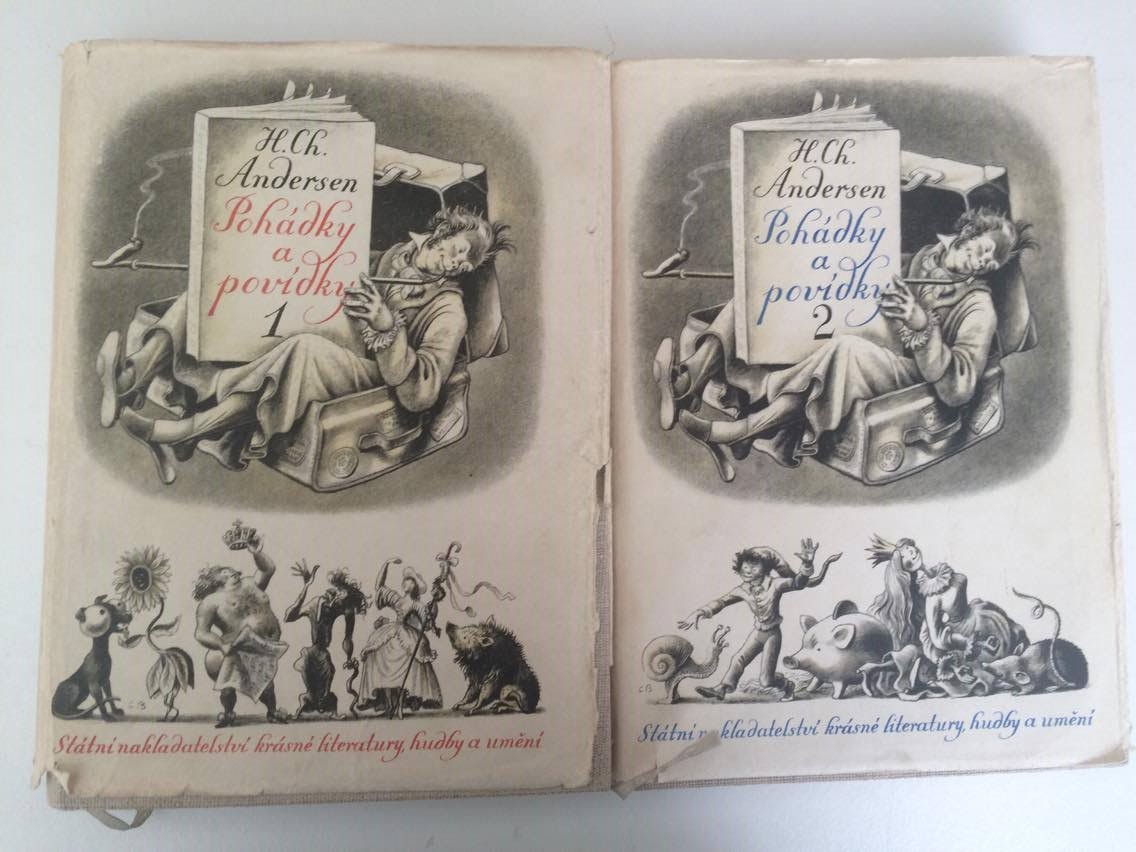 H. Ch.
Andersen
Pohádky
a
povídky
1
Státní nakladatelství krásné literatury, hudby a umění
H. Ch.
Andersen
Pohádky
a
povídky
2
Státní nakladatelství krásné literatury, hudby a umění